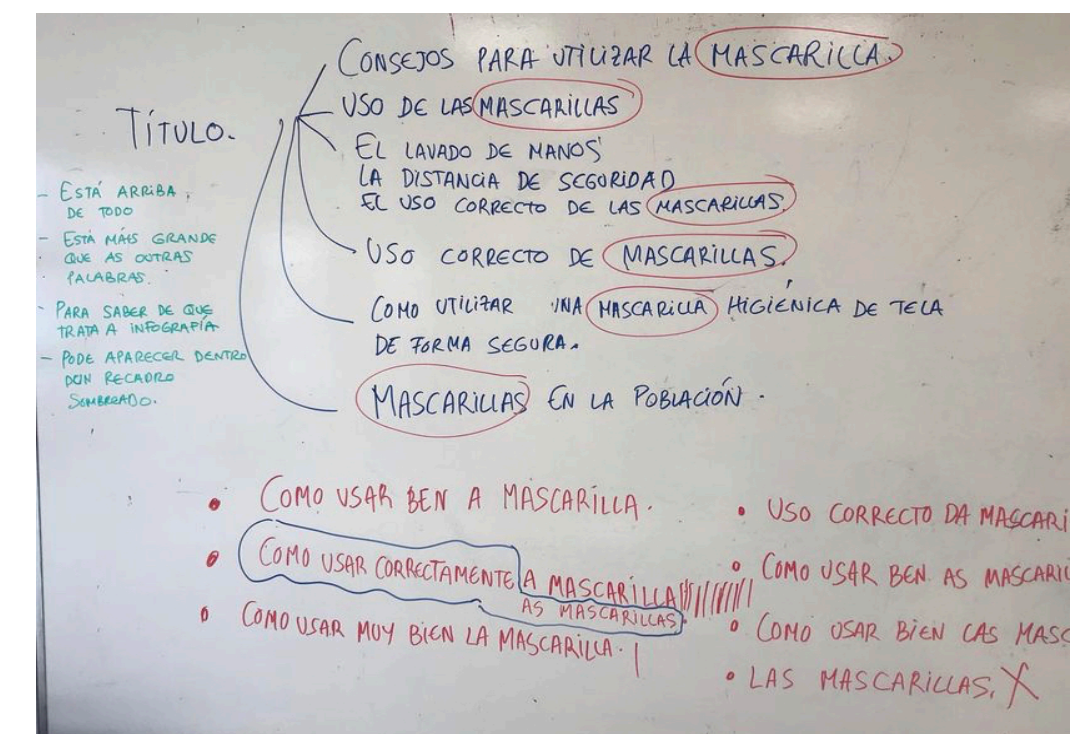 CONSEJOS PARA UTILIZAR LA MASCARILLA.
USO DE LAS MASCARILLAS
TÍTULO.
EL LAVADO DE MANOS
LA DISTANCIA DE SEGURIDAD
EL USO CORRECTO DE LAS MASCARILLAS.
USO CORRECTO DE MASCARILLAS.
COMO UTILIZAR UNA MASCARILLA HIGIÉNICA DE TELA
DE FORMA SEGURA.
MASCARILLAS EN LA POBLACIÓN.
- ESTÁ ARRIBA
DE TODO
- ESTÁ MÁIS GRANDE
QUE AS OUTRAS
PALABRAS.
- PARA SABER DE QUE
TRATA A INFOGRAFÍA
- PODE APARECER DENTRO
DUN RECADRO
SOMBREADO.
• COMO USAR BEN A MASCARILLA.
• COMO USAR CORRECTAMENTE A MASCARILLA
AS MASCARILLAS.
• COMO USAR MUY BIEN LA MASCARILLA.
• USO CORRECTO DA MASCARI
• COMO USAR BEN AS MASCARIL
• COMO USAR BIEN LAS MASC
• LAS MASCARILLAS. X